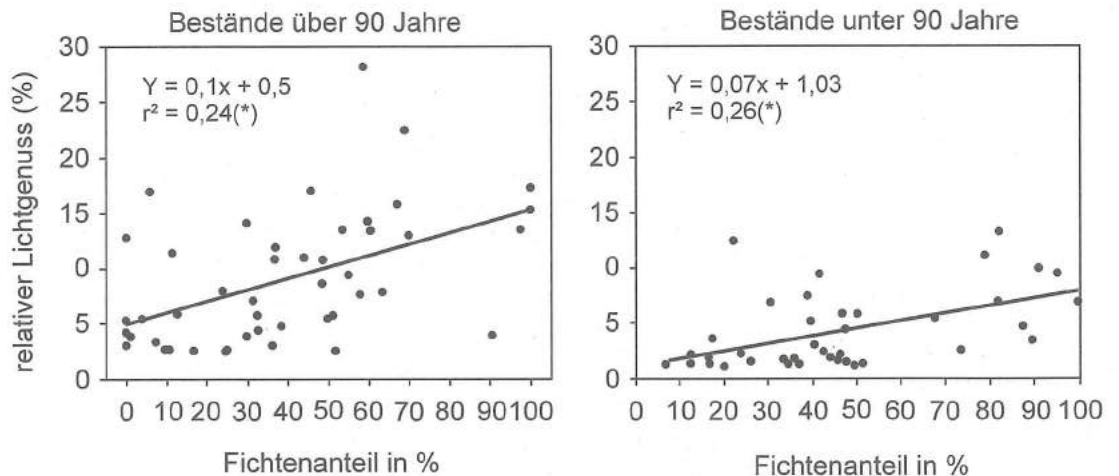 Bestände über 90 Jahre
30
Y = 0,1x + 0,5
r² = 0,24(*)
25
20
15
0
5
0
relativer Lichtgenuss (%)
0 10 20 30 40 50 60 70 80 90 100
Fichtenanteil in %
Bestände unter 90 Jahre
30
Y = 0,07x + 1,03
r² = 0,26(*)
25
20
15
0
5
0
0 10 20 30 40 50 60 70 80 90 100
Fichtenanteil in %